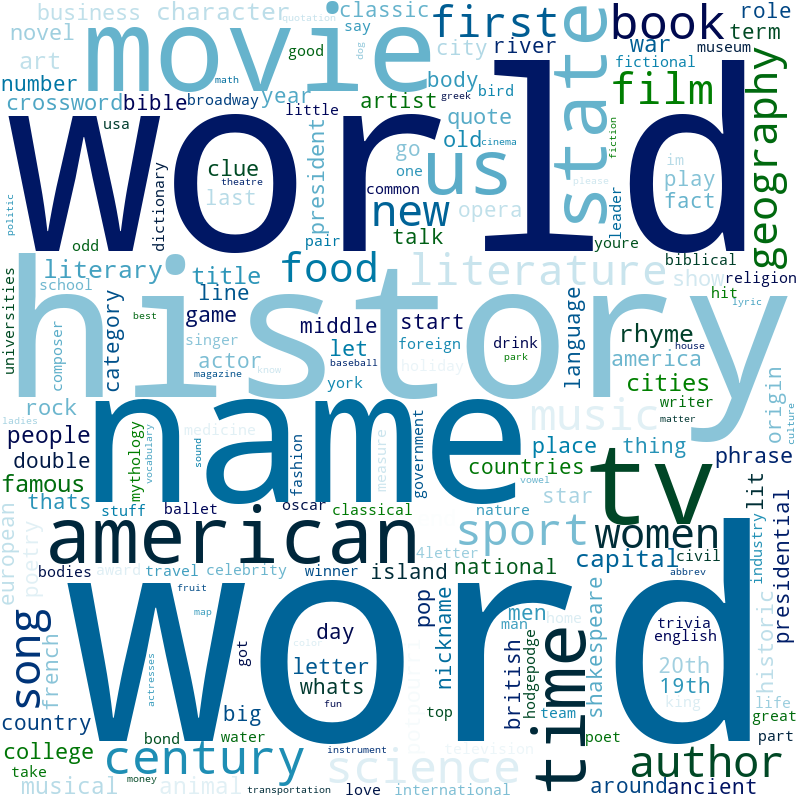 business
character
classic
say
quotation
first
state
book
role
term
novel
movie
good
dog
city
river
war
museum
fictional
art
number
math
body
bird
film
geography
crossword
bible
broadway
year
artist
greek
little
quote
usa
world
president
old
cinema
fiction
go
us
im
clue
theatre
one
please
play
politic
dictionary
last
common
new
opera
leader
fact
odd
pair
talk
youre
biblical
universities
literary
title
food
literature
show
religion
school
line
hit
lyric
history
category
game
middle
start
language
drink
house
best
singer
let
foreign
rhyme
park
composer
actor
baseball
america
magazine
know
york
holiday
cities
origin
rock
name
writer
ladies
music
matter
culture
people
medicine
place
thing
phrase
double
mythology
vocabulary
sound
fashion
measure
government
countries
tv
famous
vowel
lit
thats
stuff
ballet
oscar
classical
nature
star
european
poetry
american
sport
women
presidential
bodies
4letter
capital
civil
industry
award
travel
celebrity
winner
island
national
abbrev
fruit
word
song
map
pop
nickname
men
home
shakespeare
historic
man
trivia
french
got
day
color
british
hodgepodge
time
english
actresses
letter
20th
whats
19th
life
king
country
big
fun
top
team
great
college
bond
water
potpourri
television
poet
part
take
century
instrument
science
author
musical
money
animal
transportation
love
international
around
ancient